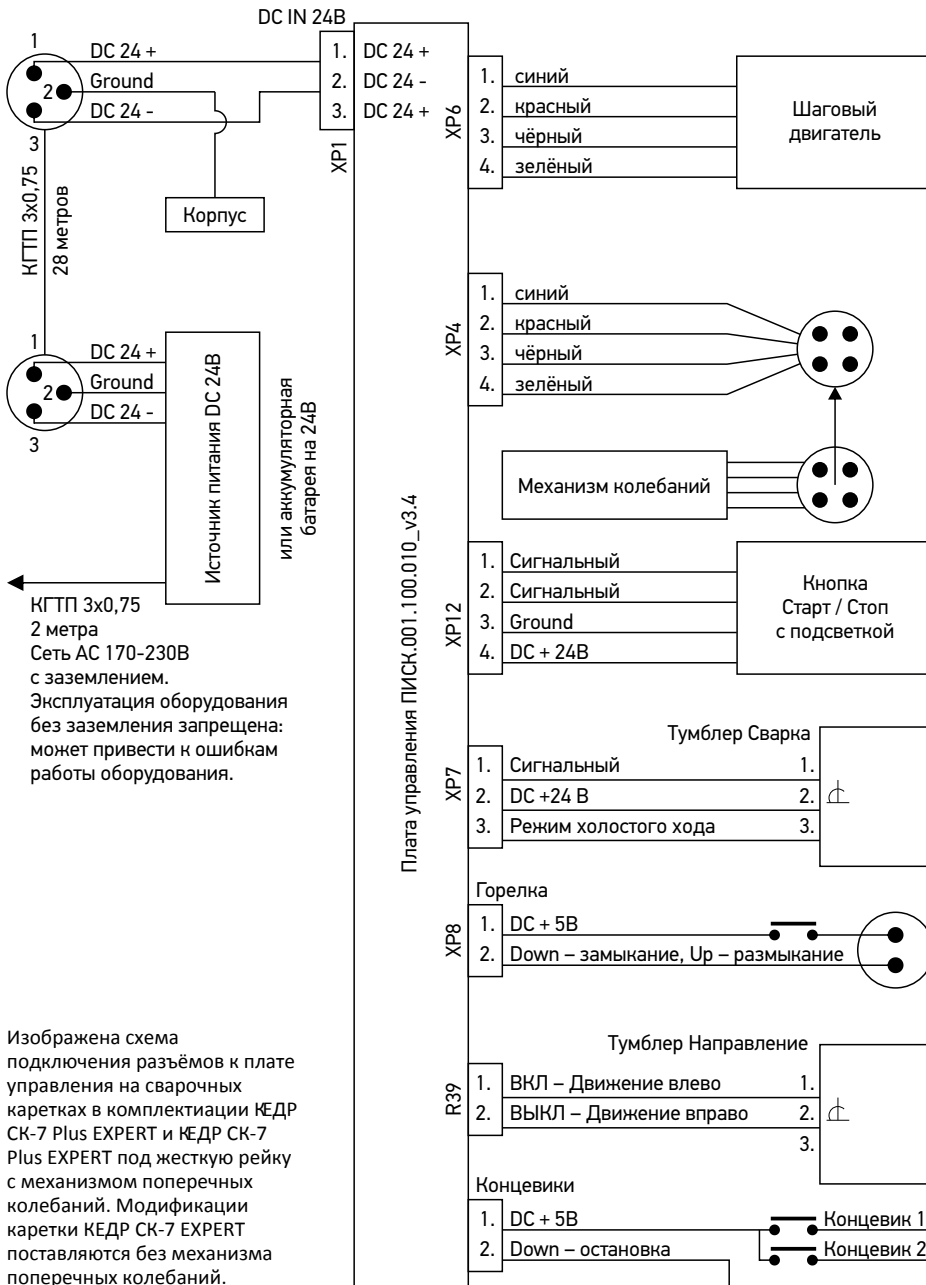 DC IN 24В
1
DC 24 +
2
Ground
DC 24 -
3
1. DC 24 +
2. DC 24 -
3. DC 24 +
XP1
Корпус
КГТП 3х0,75
28 метров
1
DC 24 +
2
Ground
DC 24 -
3
Источник питания DC 24В
или аккумуляторная
батарея на 24В
КГТП 3х0,75
2 метра
Сеть АС 170-230В
с заземлением.
Эксплуатация оборудования
без заземления запрещена:
может привести к ошибкам
работы оборудования.
Плата управления ПИСК.001.100.010_v3.4
XP6
1. синий
2. красный
3. чёрный
4. зелёный
Шаговый
двигатель
XP4
1. синий
2. красный
3. чёрный
4. зелёный
Механизм колебаний
XP12
1. Сигнальный
2. Сигнальный
3. Ground
4. DC + 24В
Кнопка
Старт / Стоп
с подсветкой
Тумблер Сварка
XP7
1. Сигнальный 1.
2. DC +24 В 2.
3. Режим холостого хода 3.
Горелка
XP8
1. DC + 5В
2. Down – замыкание, Up – размыкание
Тумблер Направление
R39
1. ВКЛ – Движение влево 1.
2. ВЫКЛ – Движение вправо 2.
3.
Концевики
1. DC + 5В Концевик 1
2. Down – остановка Концевик 2
Изображена схема
подключения разъёмов к плате
управления на сварочных
каретках в комплектиации КЕДР
СК-7 Plus EXPERT и КЕДР СК-7
Plus EXPERT под жесткую рейку
с механизмом поперечных
колебаний. Модификации
каретки КЕДР СК-7 EXPERT
поставляются без механизма
поперечных колебаний.